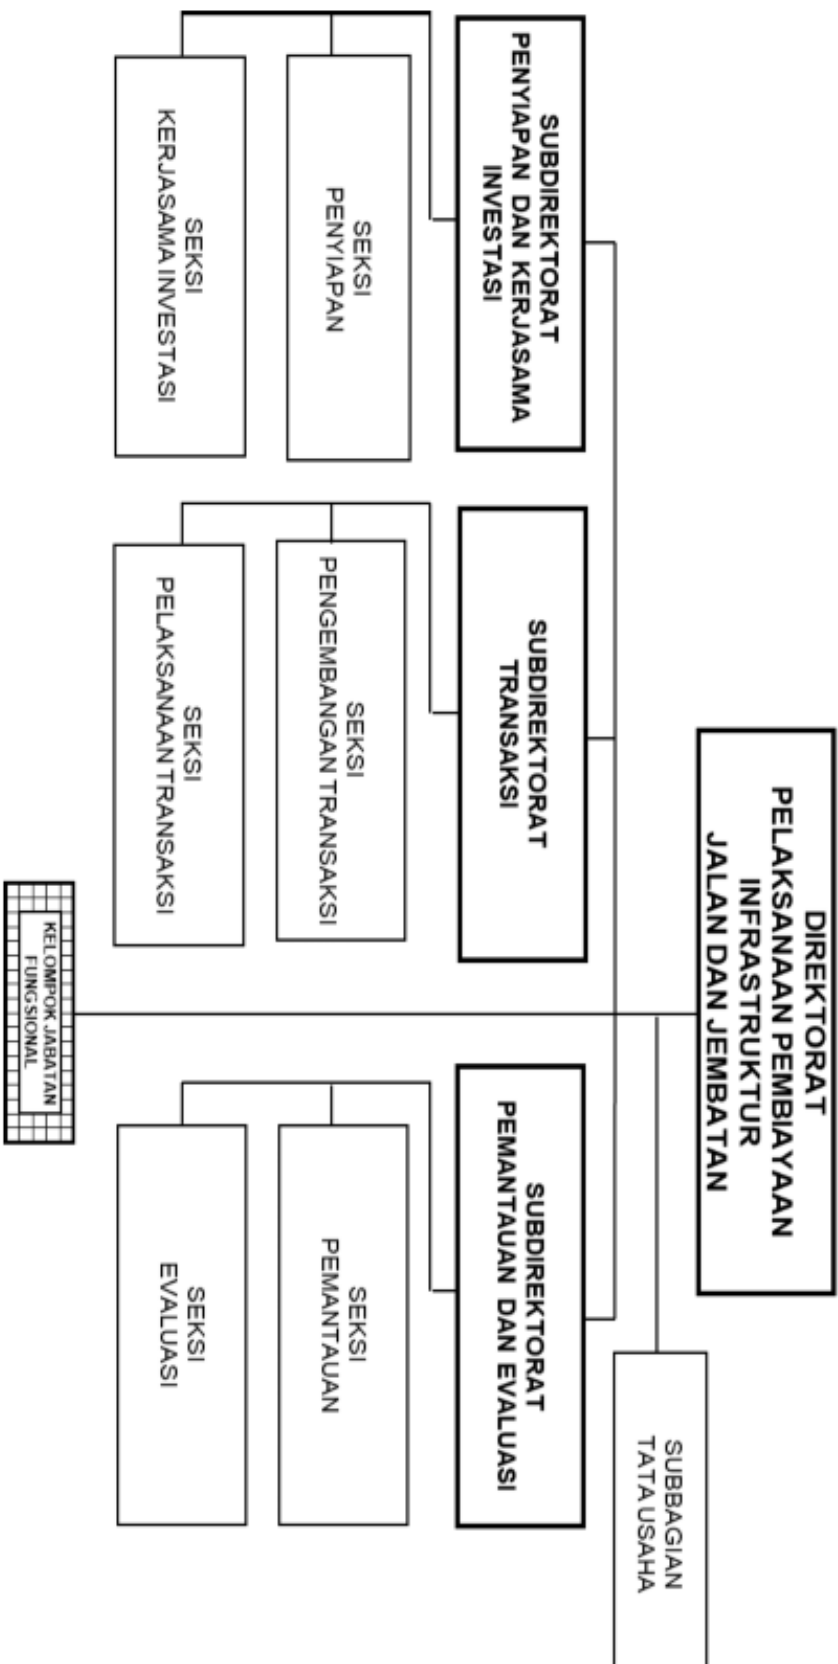 DIREKTORAT
PELAKSANAAN PEMBIAYAAN
INFRASTRUKTUR
JALAN DAN JEMBATAN
SUBBAGIAN
TATA USAHA
SUBDIREKTORAT
PENYIAPAN DAN KERJASAMA
INVESTASI
SUBDIREKTORAT
TRANSAKSI
SUBDIREKTORAT
PEMANTAUAN DAN EVALUASI
SEKSI
PENYIAPAN
SEKSI
PENGEMBANGAN TRANSAKSI
SEKSI
PEMANTAUAN
SEKSI
KERJASAMA INVESTASI
SEKSI
PELAKSANAAN TRANSAKSI
SEKSI
EVALUASI
KELOMPOK JABATAN
FUNGSIONAL